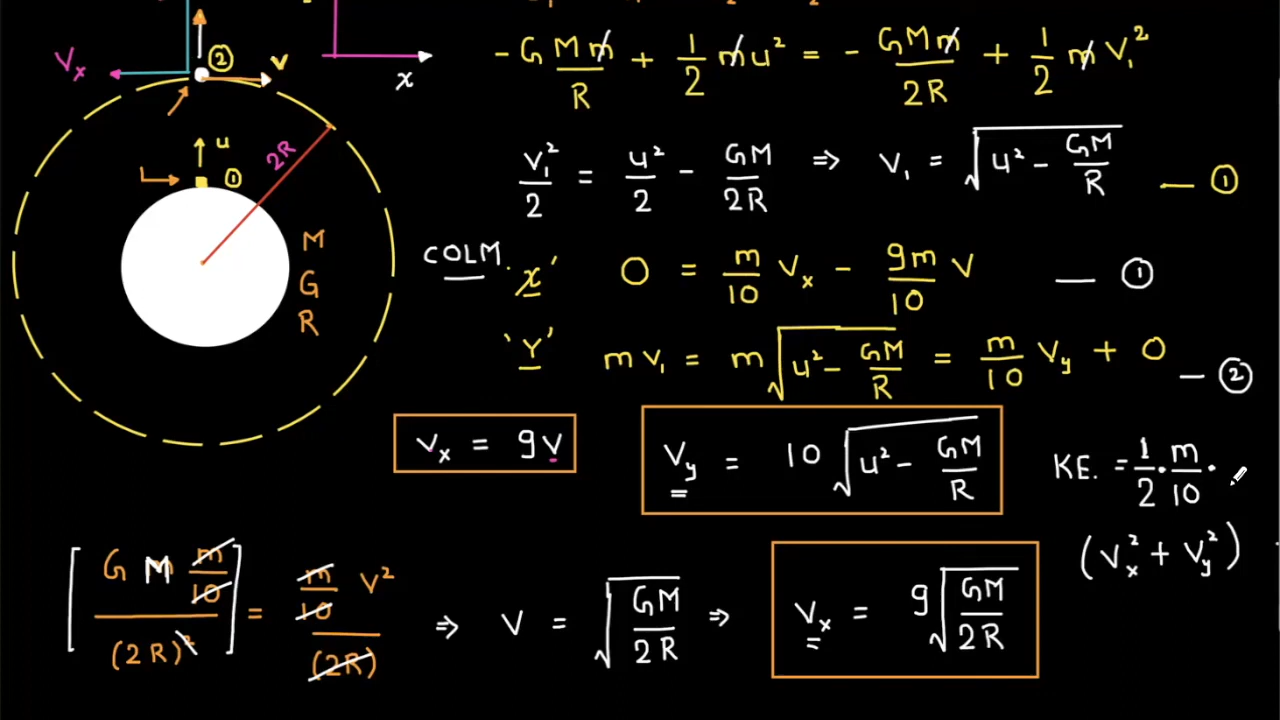 -GMm/R + 1/2 mu² = -GMm/2R + 1/2 mV₁²
Vₓ
②
v
x
u
①
2R
V₁²/2 = u²/2 - GM/2R ⇒ V₁ = √(u² - GM/R) — ①
M
G
R
COLM.
'x' 0 = m/10 Vₓ - 9m/10 V — ①
'Y' mV₁ = m√(u² - GM/R) = m/10 Vy + 0 — ②
Vₓ = 9V
Vy = 10√(u² - GM/R)
KE. = 1/2 · m/10 ·
(Vₓ² + Vy²)
[GM m/10 / (2R)²] = m/10 V² / (2R) ⇒ V = √(GM/2R) ⇒ Vₓ = 9√(GM/2R)